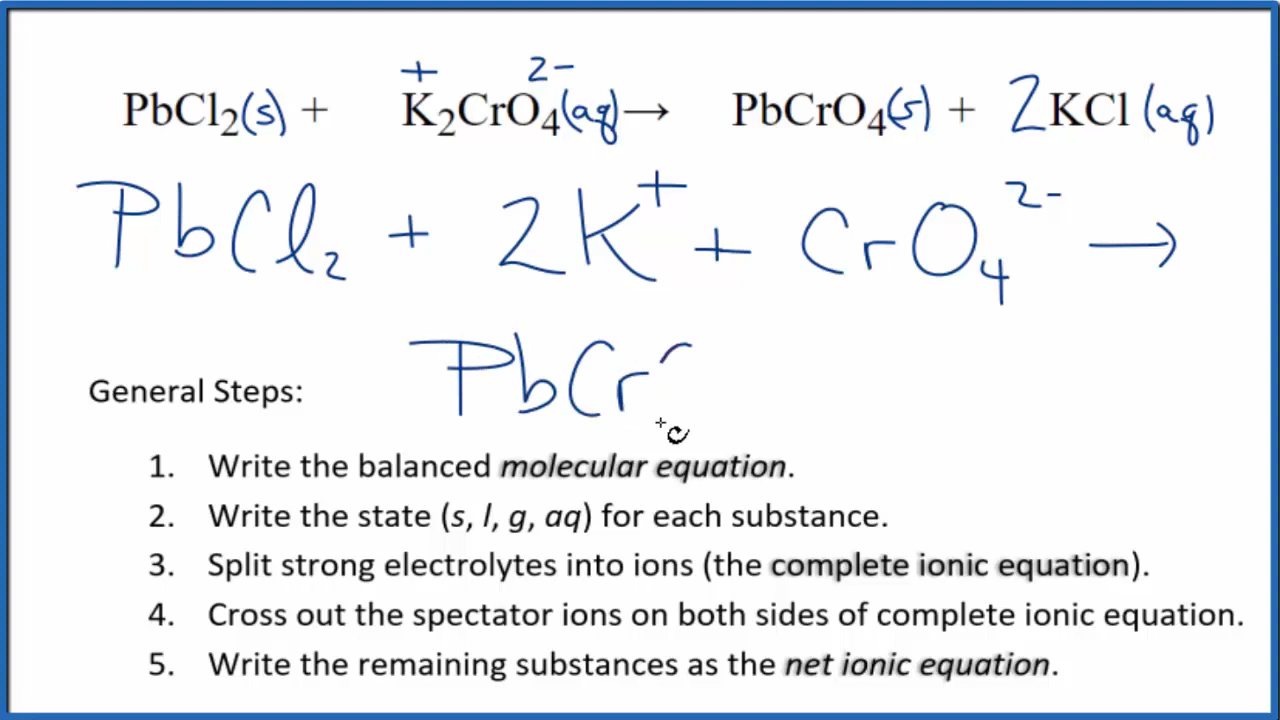 PbCl₂(s) + K₂⁺CrO₄²⁻(aq) → PbCrO₄(s) + 2KCl (aq)
PbCl₂ + 2K⁺ + CrO₄²⁻ →
PbCr
General Steps:
1. Write the balanced molecular equation.
2. Write the state (s, l, g, aq) for each substance.
3. Split strong electrolytes into ions (the complete ionic equation).
4. Cross out the spectator ions on both sides of complete ionic equation.
5. Write the remaining substances as the net ionic equation.